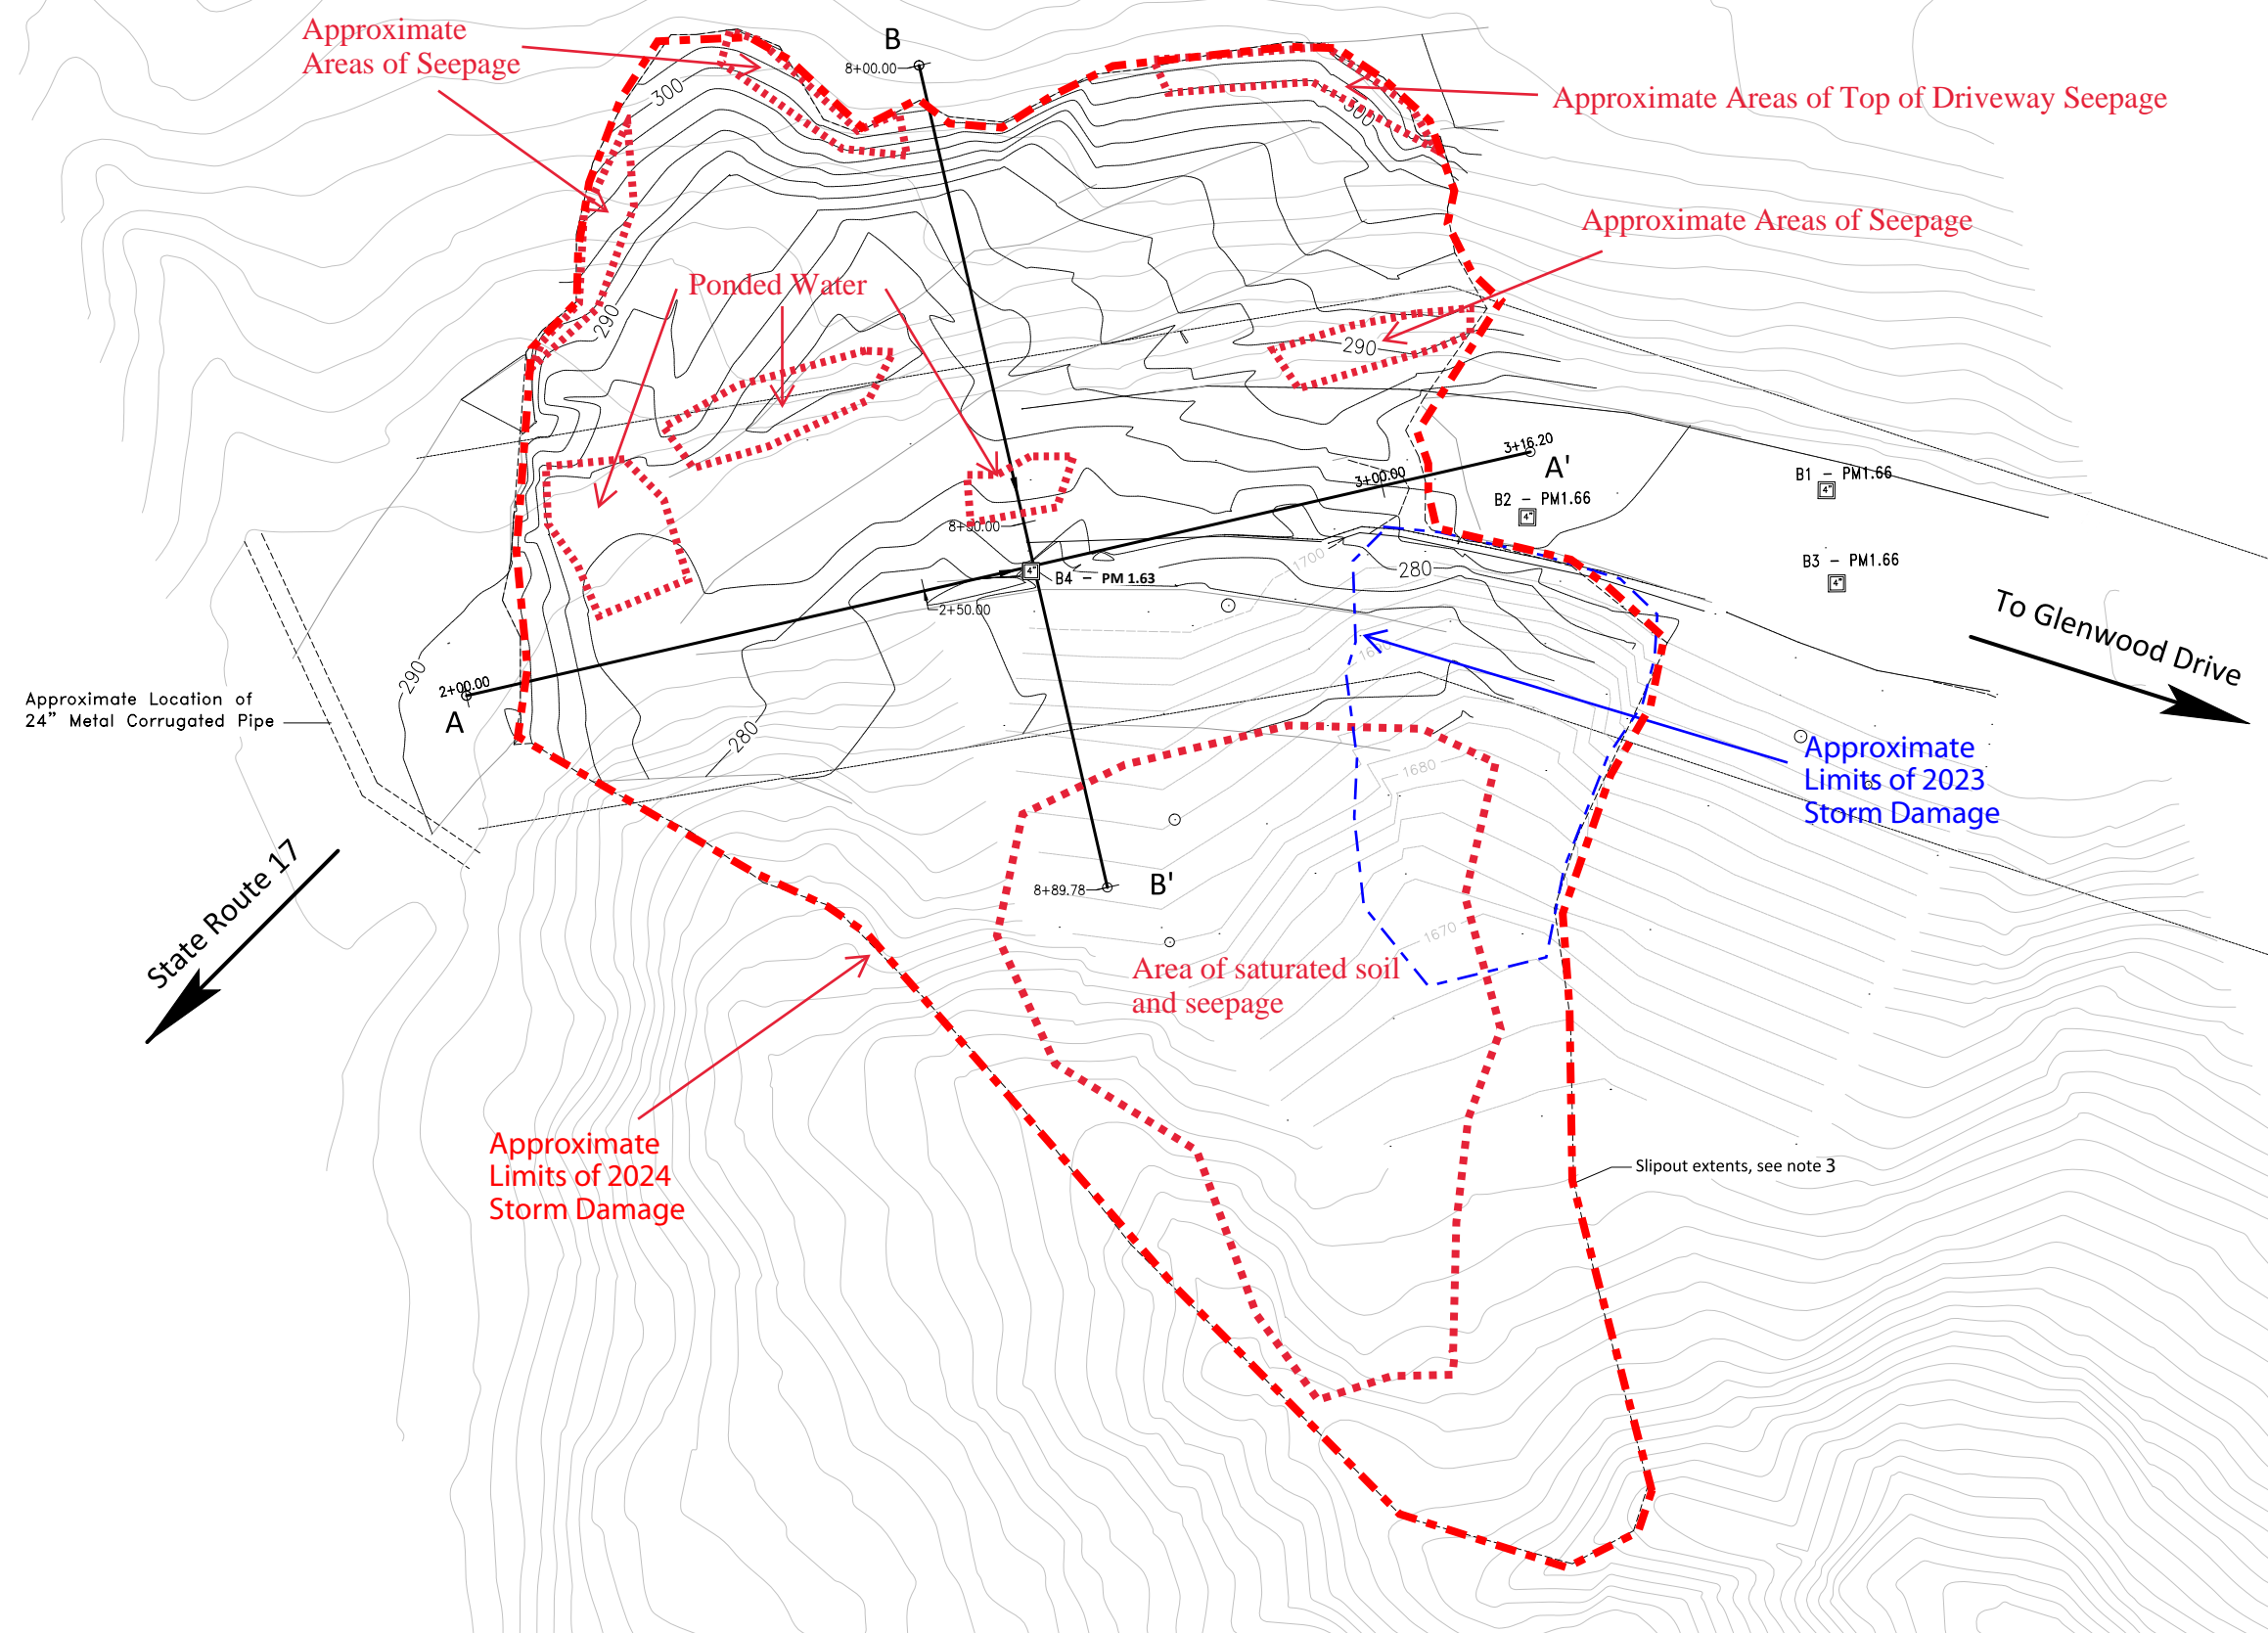 Approximate
Areas of Seepage
B
8+00.00
300
Approximate Areas of Top of Driveway Seepage
300
Approximate Areas of Seepage
Ponded Water
290
290
3+16.20
A'
3+00.00
B1 - PM1.66
4"
B2 - PM1.66
4"
8+50.00
1700
280
B3 - PM1.66
4"
4"
B4 - PM 1.63
2+50.00
To Glenwood Drive
1690
290
2+00.00
A
Approximate Location of
24” Metal Corrugated Pipe
280
1680
Approximate
Limits of 2023
Storm Damage
State Route 17
8+89.78
B'
1670
Area of saturated soil
and seepage
Approximate
Limits of 2024
Storm Damage
Slipout extents, see note 3